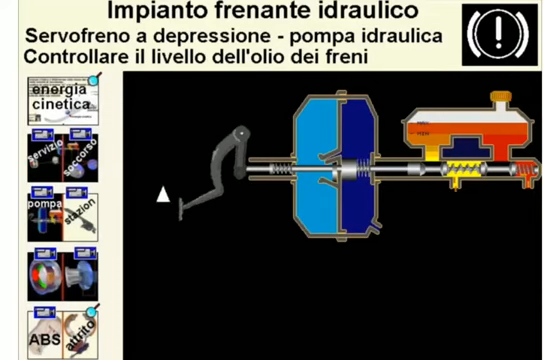 Impianto frenante idraulico
Servofreno a depressione - pompa idraulica
Controllare il livello dell'olio dei freni
energia
cinetica
servizio
soccorso
pompa
stazion
ABS
attrito